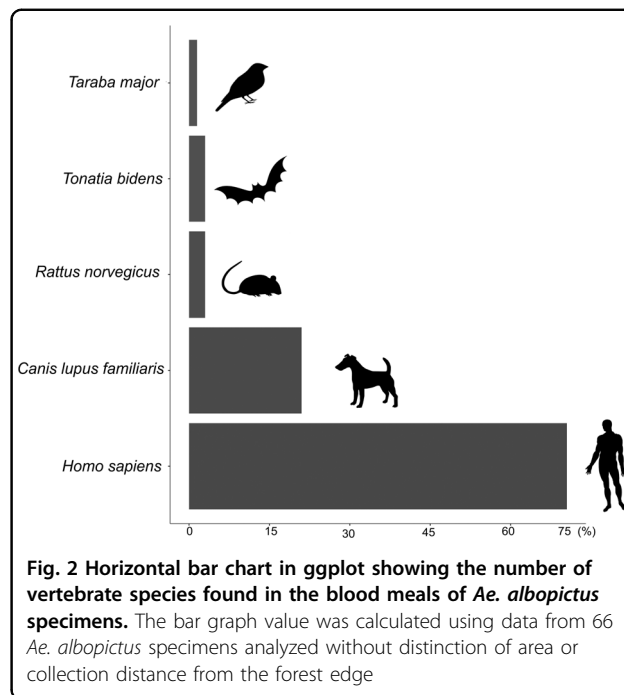 Taraba major
Tonatia bidens
Rattus norvegicus
Canis lupus familiaris
Homo sapiens
0 15 30 45 60 75 (%)
Fig. 2 Horizontal bar chart in ggplot showing the number of
vertebrate species found in the blood meals of Ae. albopictus
specimens. The bar graph value was calculated using data from 66
Ae. albopictus specimens analyzed without distinction of area or
collection distance from the forest edge